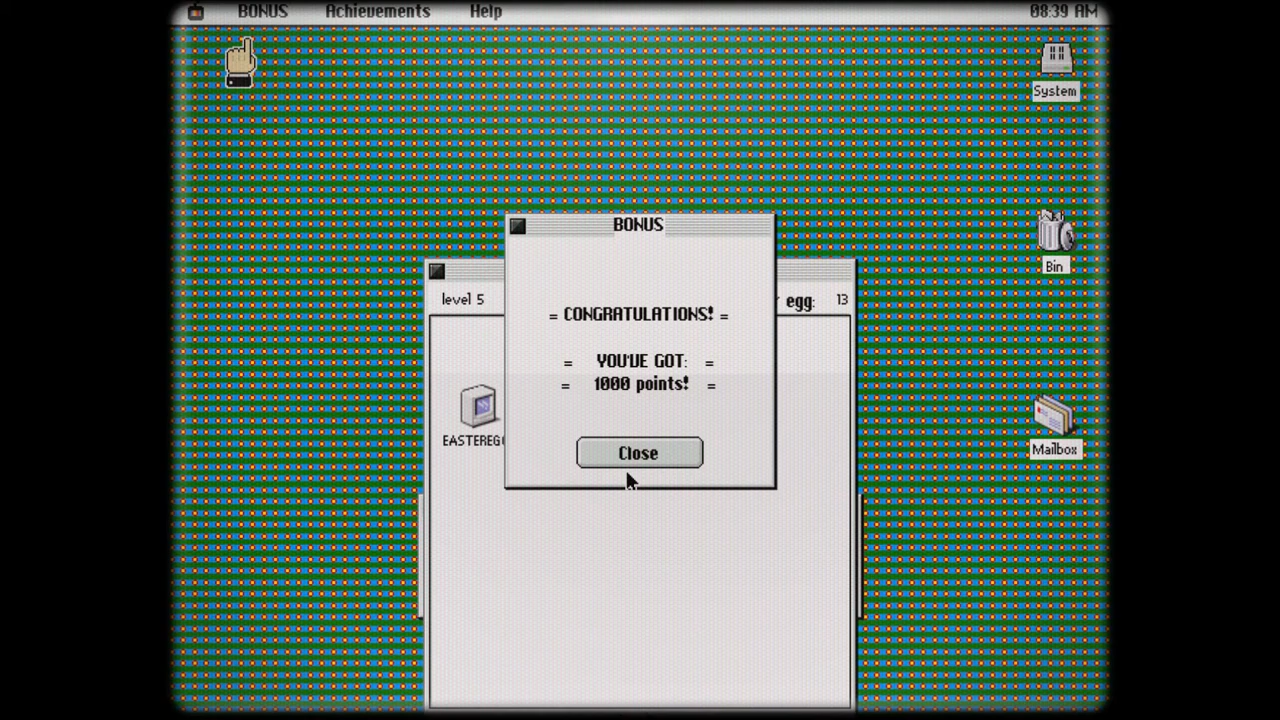 BONUS Achievements Help 08:39 AM
System
BONUS
level 5 egg: 13
= CONGRATULATIONS! =
= YOU'VE GOT: =
= 1000 points! =
EASTEREG
Close
Bin
Mailbox